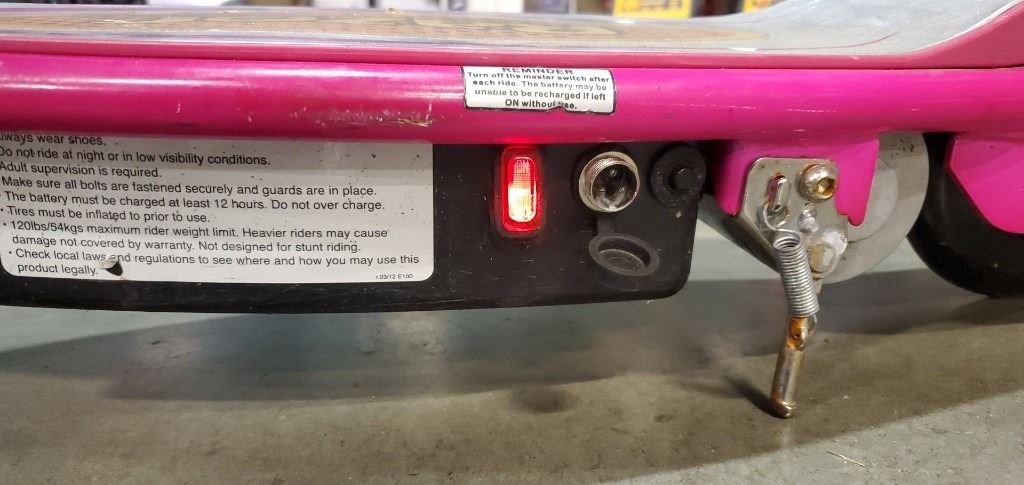 REMINDER
Turn off the master switch after
each ride. The battery may be
unable to be recharged if left
ON without use.
Always wear shoes.
Do not ride at night or in low visibility conditions.
Adult supervision is required.
Make sure all bolts are fastened securely and guards are in place.
• The battery must be charged at least 12 hours. Do not over charge.
• Tires must be inflated to prior to use.
• 120lbs/54kgs maximum rider weight limit. Heavier riders may cause
damage not covered by warranty. Not designed for stunt riding.
• Check local laws and regulations to see where and how you may use this
product legally.
r.03/12 E100